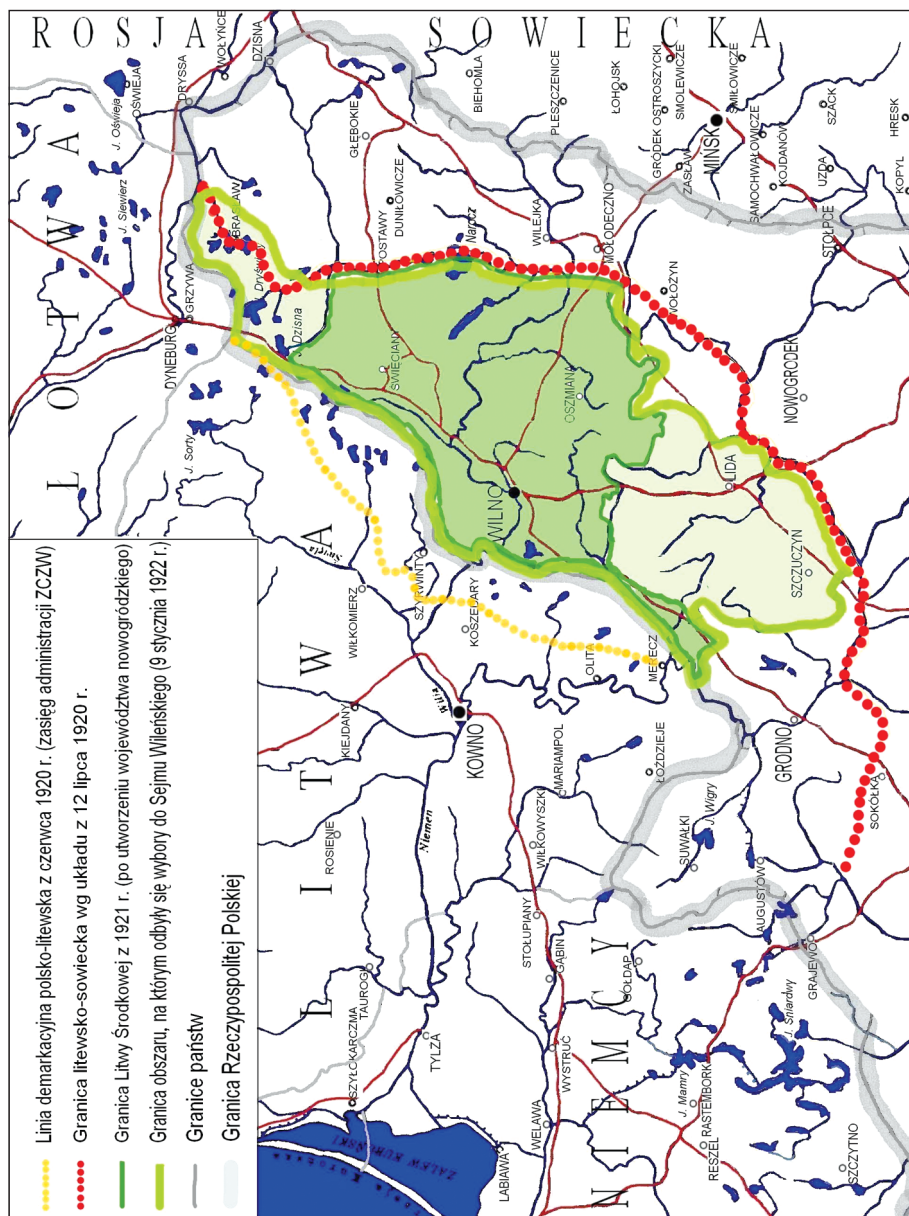 Linia demarkacyjna polsko-litewska z czerwca 1920 r. (zasięg administracji ZCZW)
Granica litewsko-sowiecka wg układu z 12 lipca 1920 r.
Granica Litwy Środkowej z 1921 r. (po utworzeniu województwa nowogródzkiego)
Granica obszaru, na którym odbyły się wybory do Sejmu Wileńskiego (9 stycznia 1922 r.)
Granice państw
Granica Rzeczypospolitej Polskiej
ŁOTWA
ROSJA SOWIECKA
LITWA
NIEMCY
J. Oświeja
OŚWIEJA
WOŁYŃCE
DRYSSA
DZISNA
J. Siewierz
GRZYWA
DYNEBURG
BRASŁAW
J. Dryświaty
Dzisna
J. Sorty
GŁĘBOKIE
BIEHOMLA
PLESZCZENICE
ŁOHOJSK
GRÓDEK OSTROSZYCKI
SMOLEWICZE
ŚMIŁOWICZE
MIŃSK
ZASŁAW
SAMOCHWAŁOWICZE
KOJDANÓW
SZACK
UZDA
HRESK
KOPYL
STOŁPCE
POSTAWY
DUNIŁOWICZE
Narocz
WILEJKA
MOŁODECZNO
WOŁOŻYN
NOWOGRÓDEK
ŚWIĘCIANY
OSZMIANA
WILNO
LIDA
SZCZUCZYN
Święta
WIŁKOMIERZ
SZYRWINTY
KOSZEDARY
OLITA
MERECZ
Wilia
KIEJDANY
KOWNO
MARIAMPOL
ŁOŹDZIEJE
GRODNO
SOKÓŁKA
ROSIENIE
Niemen
WIŁKOWYSZKI
J. Wigry
SUWAŁKI
AUGUSTÓW
STOŁUPIANY
GĄBIN
GOŁDAP
GRAJEWO
J. Śniardwy
TAUROGI
SZYŁOKARCZMA
TYLŻA
WYSTRUĆ
WELAWA
LABIAWA
J. Mamry
RASTEMBORK
RESZEL
SZCZYTNO
ZALEW KUROŃSKI